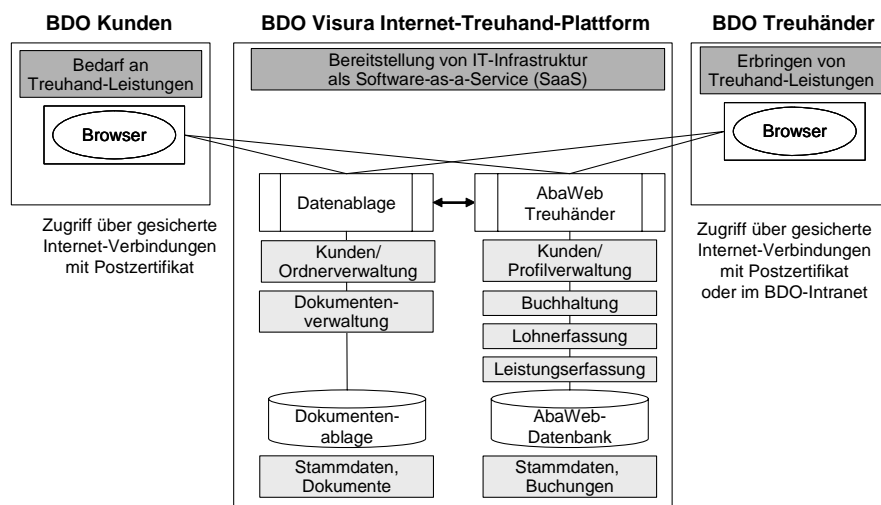 BDO Kunden
BDO Visura Internet-Treuhand-Plattform
BDO Treuhänder
Bedarf an
Treuhand-Leistungen
Bereitstellung von IT-Infrastruktur
als Software-as-a-Service (SaaS)
Erbringen von
Treuhand-Leistungen
Browser
Browser
Datenablage
AbaWeb
Treuhänder
Zugriff über gesicherte
Internet-Verbindungen
mit Postzertifikat
Zugriff über gesicherte
Internet-Verbindungen
mit Postzertifikat
oder im BDO-Intranet
Kunden/
Ordnerverwaltung
Dokumenten-
verwaltung
Kunden/
Profilverwaltung
Buchhaltung
Lohnerfassung
Leistungserfassung
Dokumenten-
ablage
AbaWeb-
Datenbank
Stammdaten,
Dokumente
Stammdaten,
Buchungen